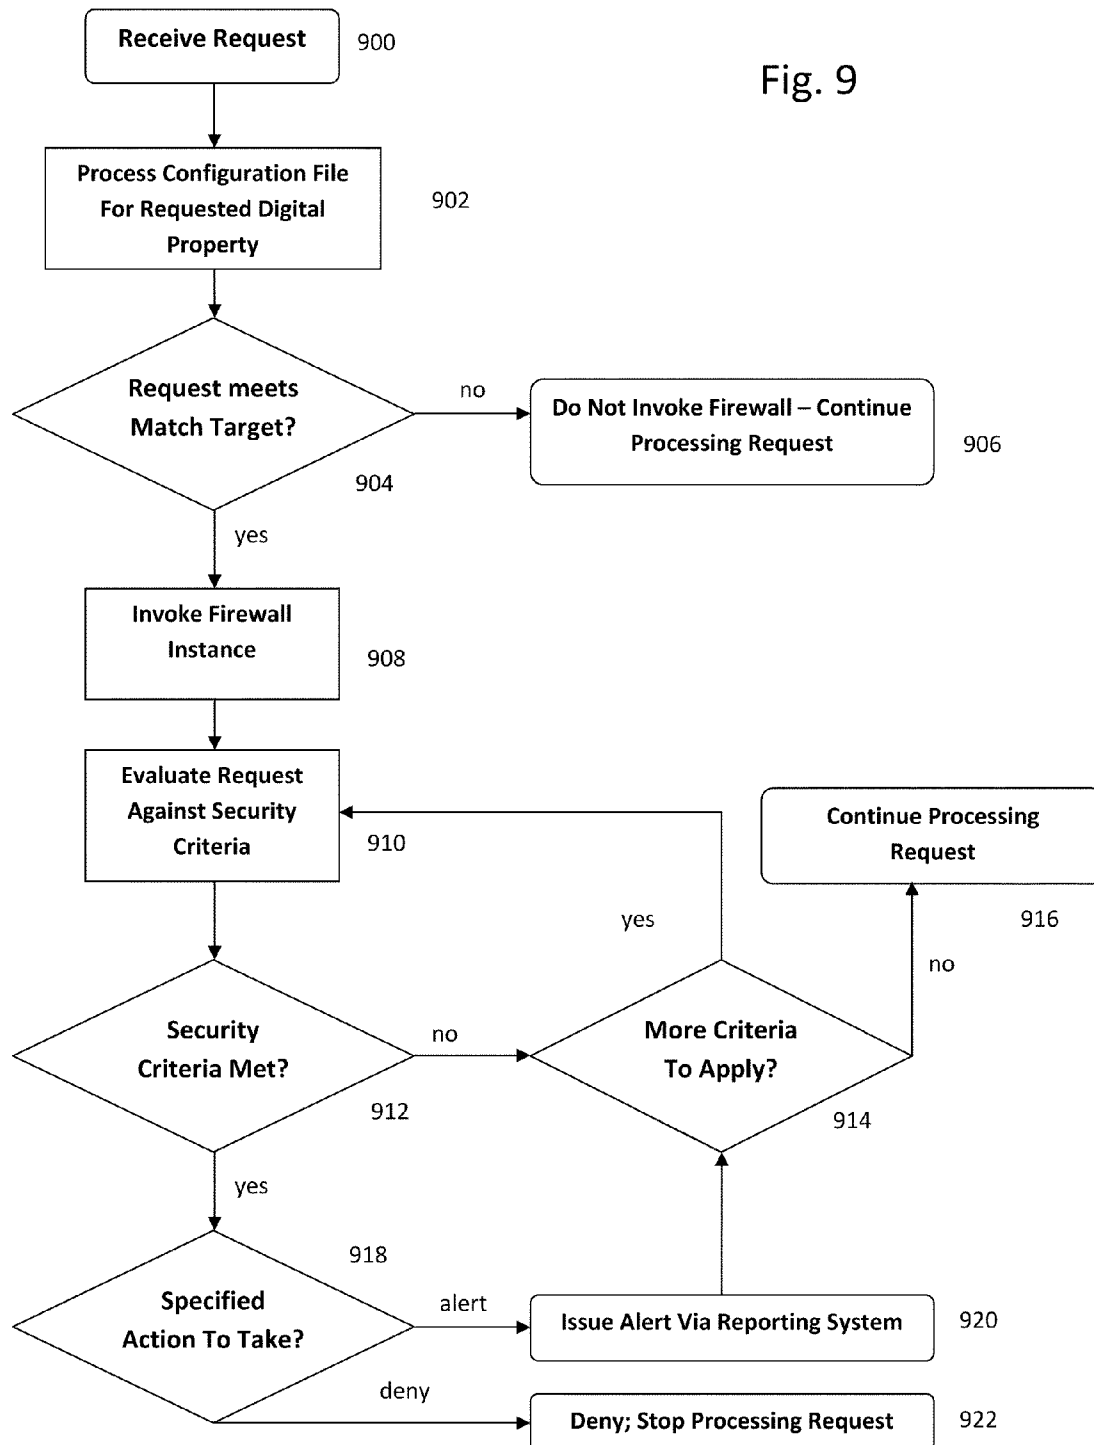 Receive Request
900
Fig. 9
Process Configuration File
For Requested Digital
Property
902
Request meets
Match Target?
904
no
Do Not Invoke Firewall – Continue
Processing Request
906
yes
Invoke Firewall
Instance
908
Evaluate Request
Against Security
Criteria
910
Continue Processing
Request
916
yes
no
Security
Criteria Met?
912
no
More Criteria
To Apply?
914
yes
918
Specified
Action To Take?
alert
Issue Alert Via Reporting System
920
deny
Deny; Stop Processing Request
922